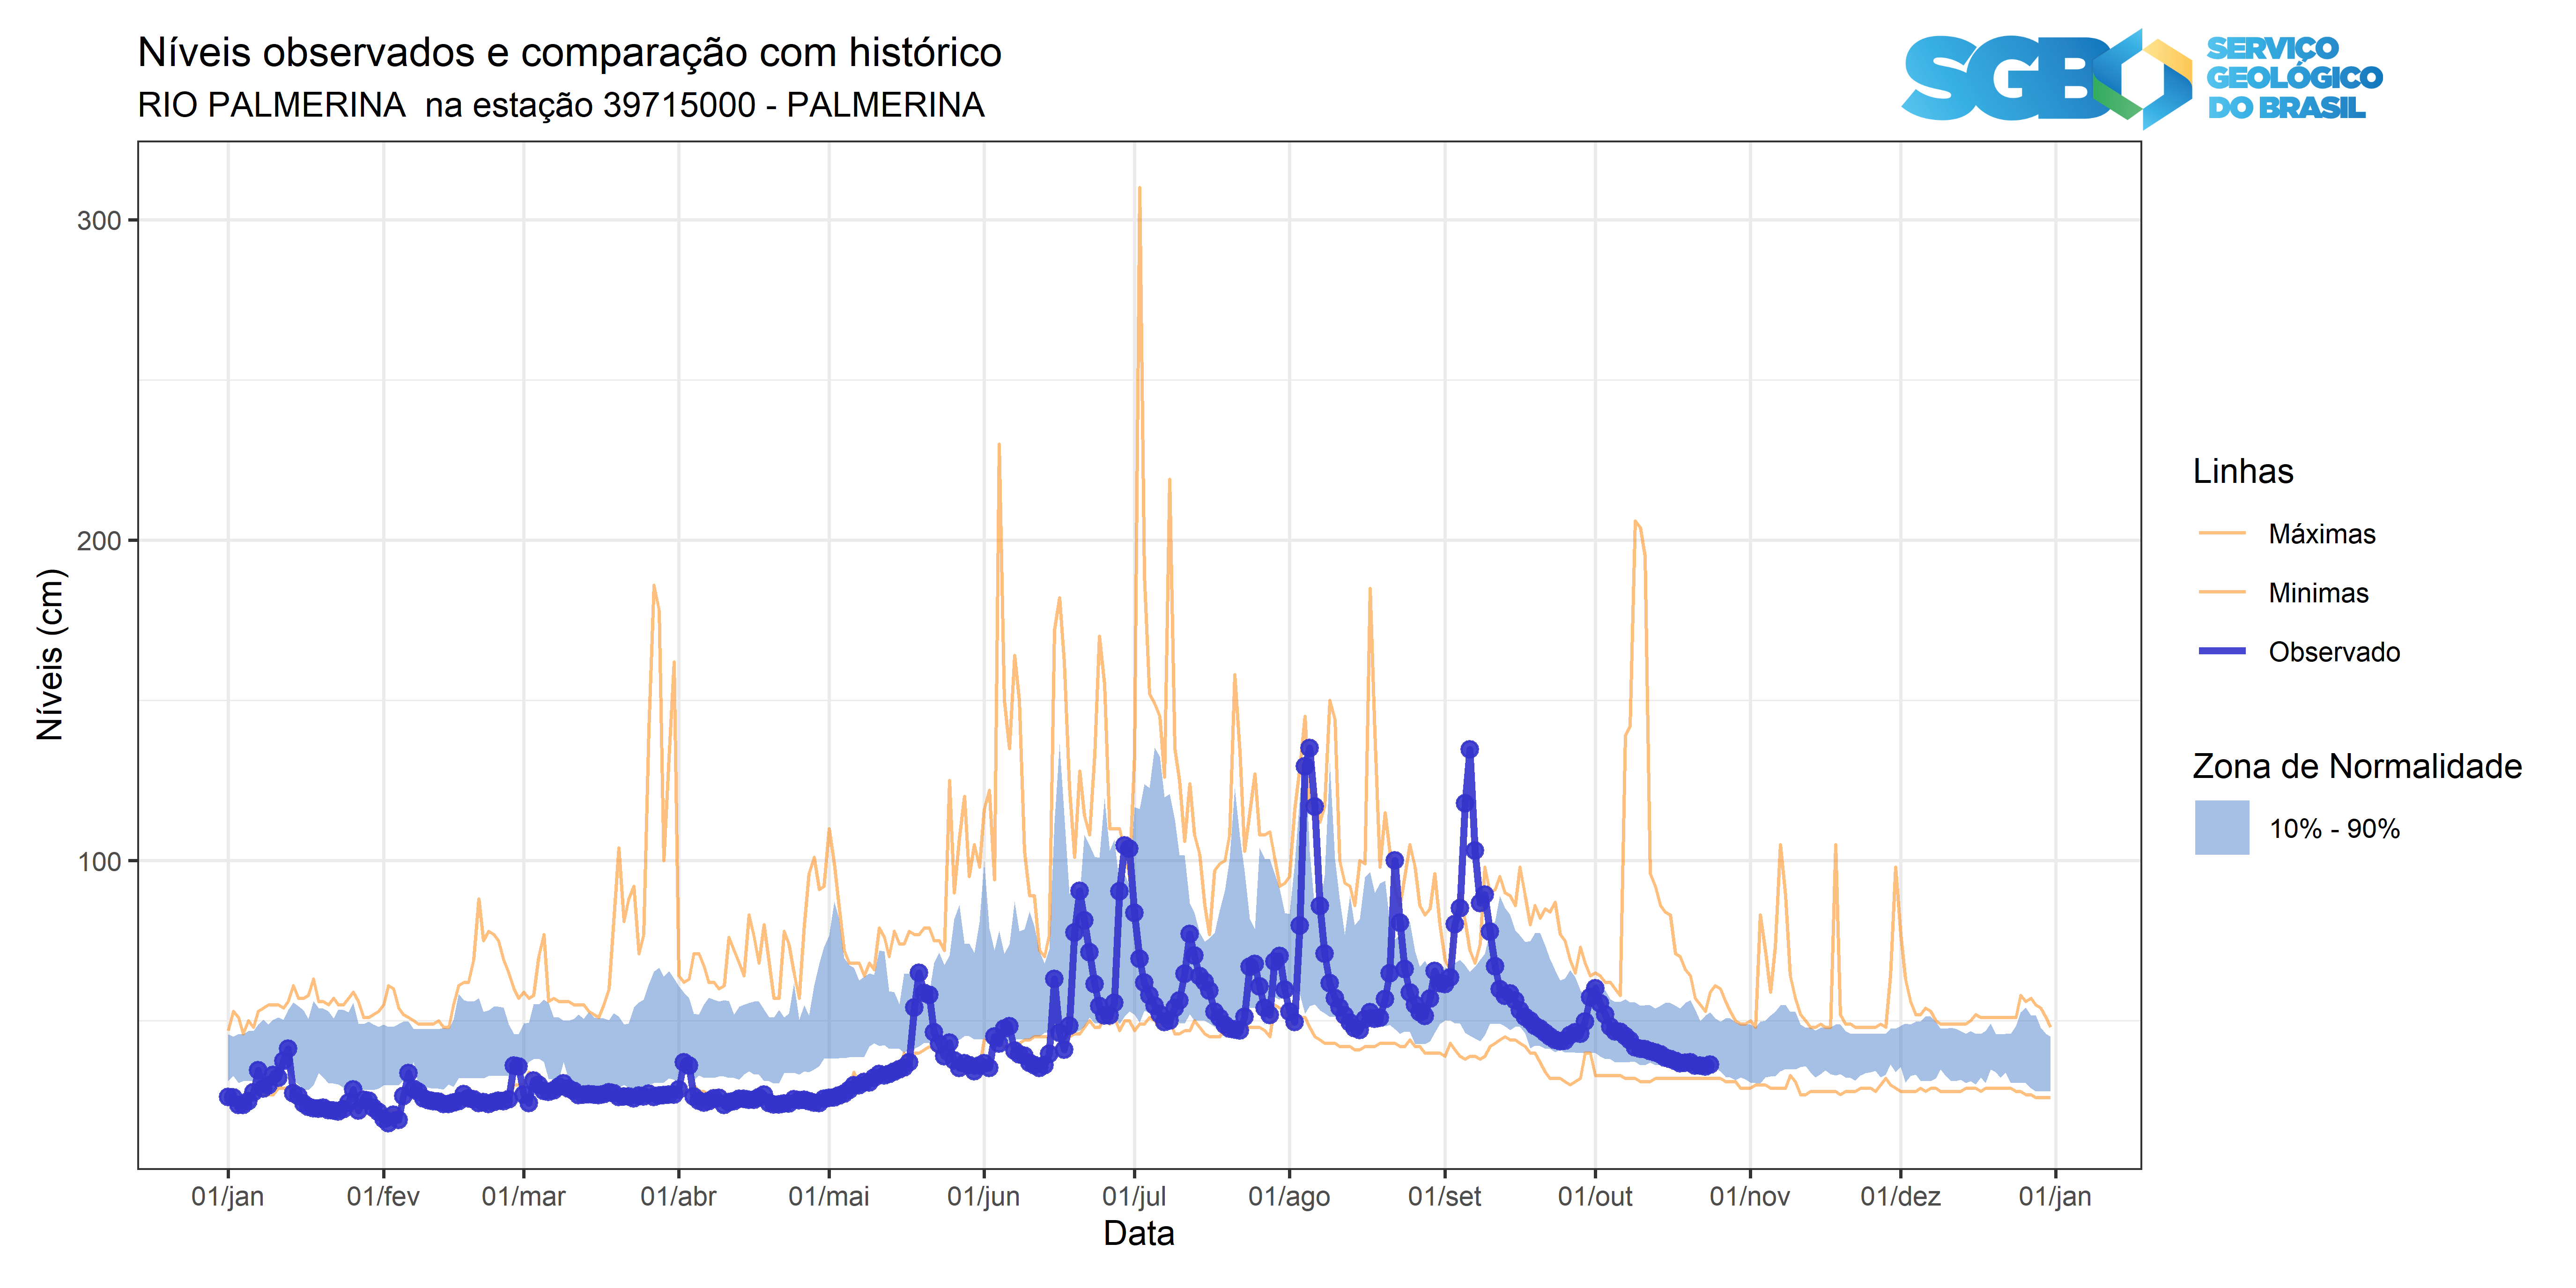 Níveis observados e comparação com histórico
RIO PALMERINA na estação 39715000 - PALMERINA
SGB
SERVIÇO
GEOLÓGICO
DO BRASIL
300
200
100
Níveis (cm)
01/jan 01/fev 01/mar 01/abr 01/mai 01/jun 01/jul 01/ago 01/set 01/out 01/nov 01/dez 01/jan
Data
Linhas
Máximas
Minimas
Observado
Zona de Normalidade
10% - 90%